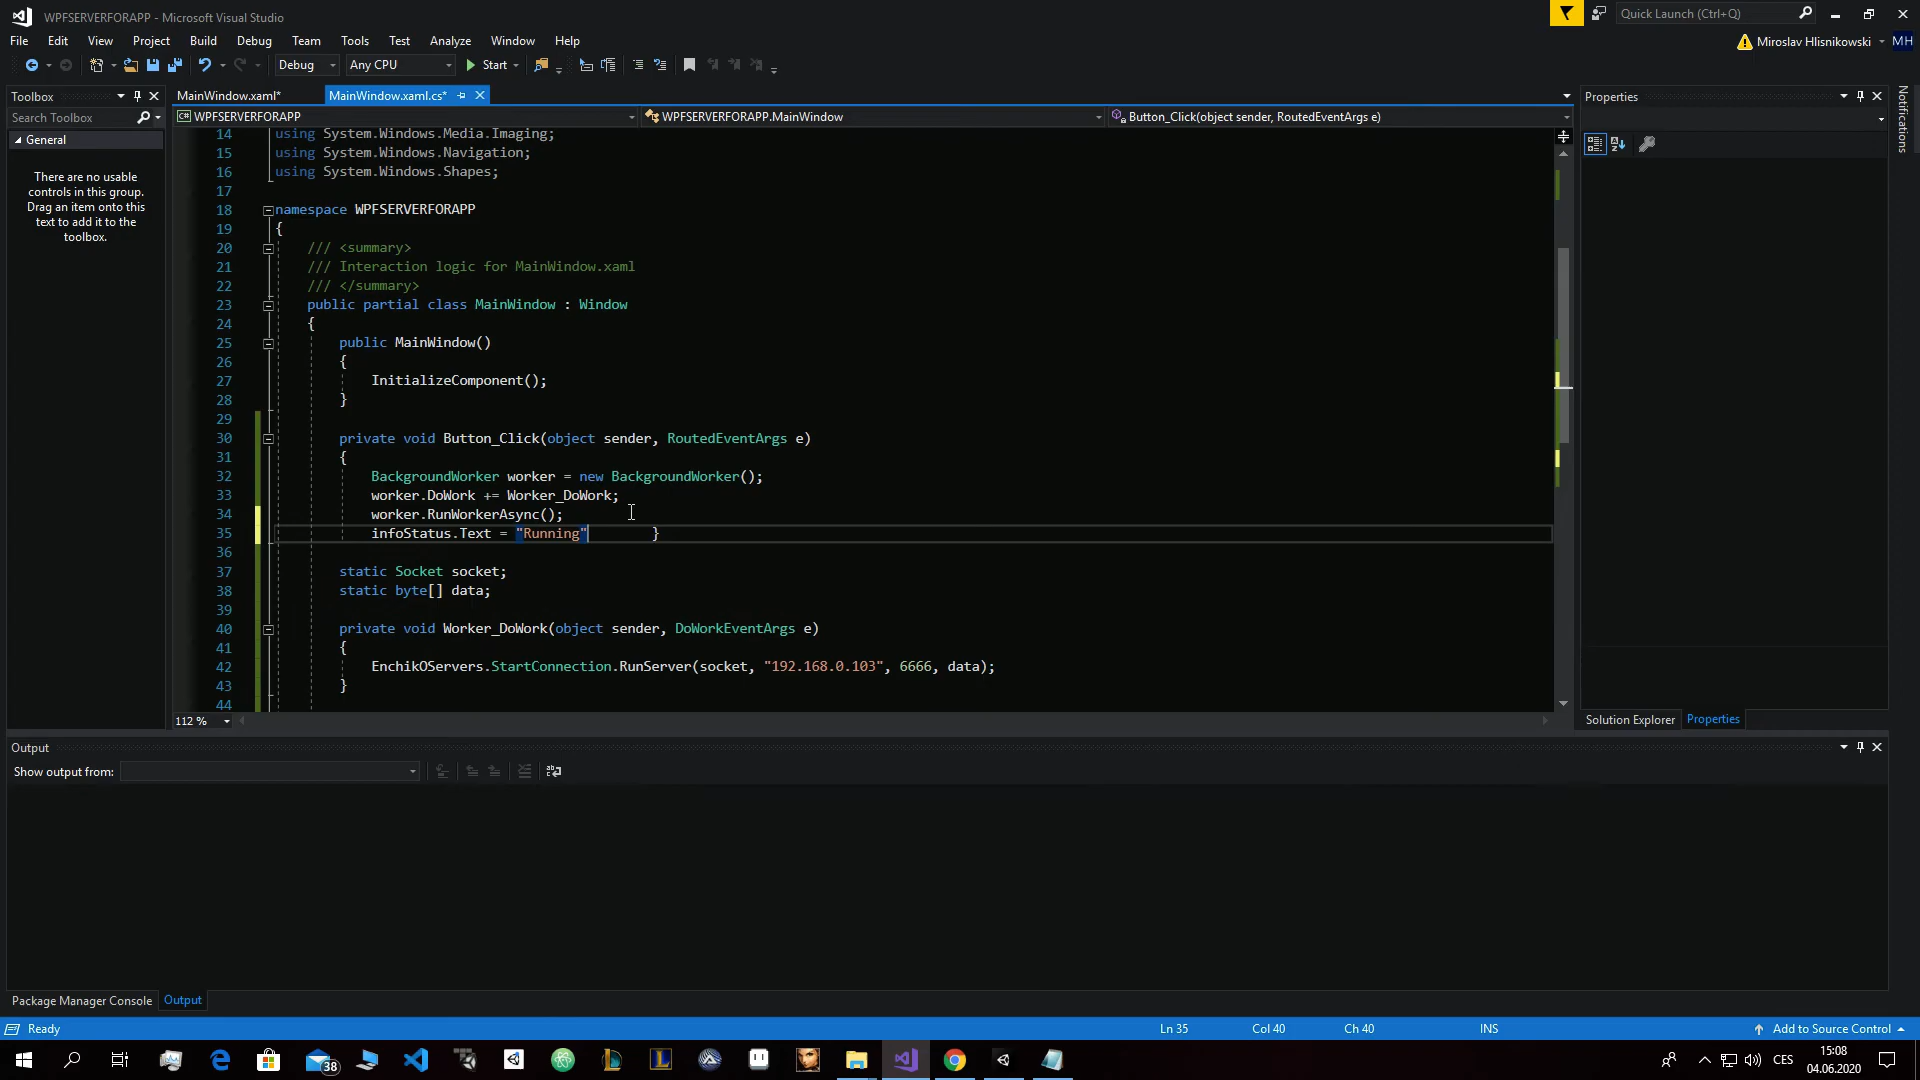 WPFSERVERFORAPP - Microsoft Visual Studio
Quick Launch (Ctrl+Q)
File Edit View Project Build Debug Team Tools Test Analyze Window Help
Miroslav Hlisnikowski MH
Debug Any CPU Start
Toolbox
MainWindow.xaml*
MainWindow.xaml.cs*
Properties
Notifications
Search Toolbox
WPFSERVERFORAPP
WPFSERVERFORAPP.MainWindow
Button_Click(object sender, RoutedEventArgs e)
General
There are no usable
controls in this group.
Drag an item onto this
text to add it to the
toolbox.
14 using System.Windows.Media.Imaging;
15 using System.Windows.Navigation;
16 using System.Windows.Shapes;
17
18 namespace WPFSERVERFORAPP
19 {
20 /// <summary>
21 /// Interaction logic for MainWindow.xaml
22 /// </summary>
23 public partial class MainWindow : Window
24 {
25 public MainWindow()
26 {
27 InitializeComponent();
28 }
29
30 private void Button_Click(object sender, RoutedEventArgs e)
31 {
32 BackgroundWorker worker = new BackgroundWorker();
33 worker.DoWork += Worker_DoWork;
34 worker.RunWorkerAsync();
35 infoStatus.Text = "Running" }
36
37 static Socket socket;
38 static byte[] data;
39
40 private void Worker_DoWork(object sender, DoWorkEventArgs e)
41 {
42 EnchikOServers.StartConnection.RunServer(socket, "192.168.0.103", 6666, data);
43 }
44
112 %
Solution Explorer Properties
Output
Show output from:
Package Manager Console Output
Ready
Ln 35 Col 40 Ch 40 INS
Add to Source Control
38
CES
15:08
04.06.2020